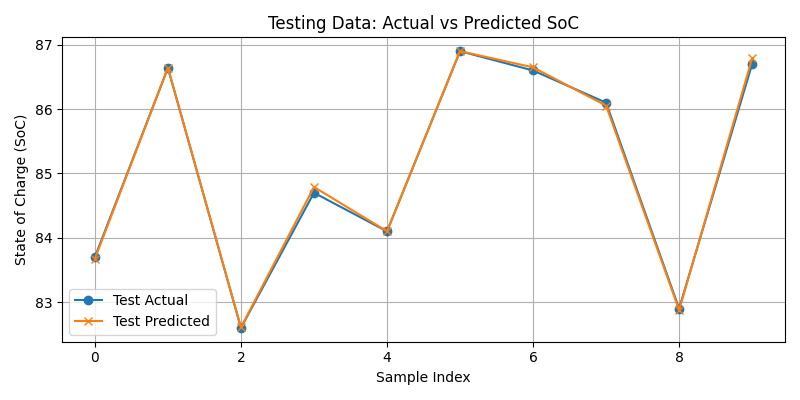 Testing Data: Actual vs Predicted SoC
87
86
85
84
83
State of Charge (SoC)
Test Actual
Test Predicted
0 2 4 6 8
Sample Index